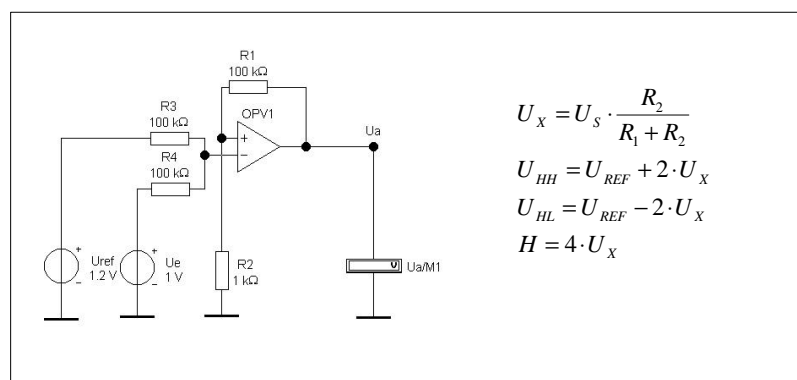 R1
100 kΩ
OPV1
R3
100 kΩ
R4
100 kΩ
+
−
Ua
Uref
1.2 V
+
−
Ue
1 V
+
−
R2
1 kΩ
V
Ua/M1
U_X = U_S · R_2 / (R_1 + R_2)
U_HH = U_REF + 2 · U_X
U_HL = U_REF − 2 · U_X
H = 4 · U_X